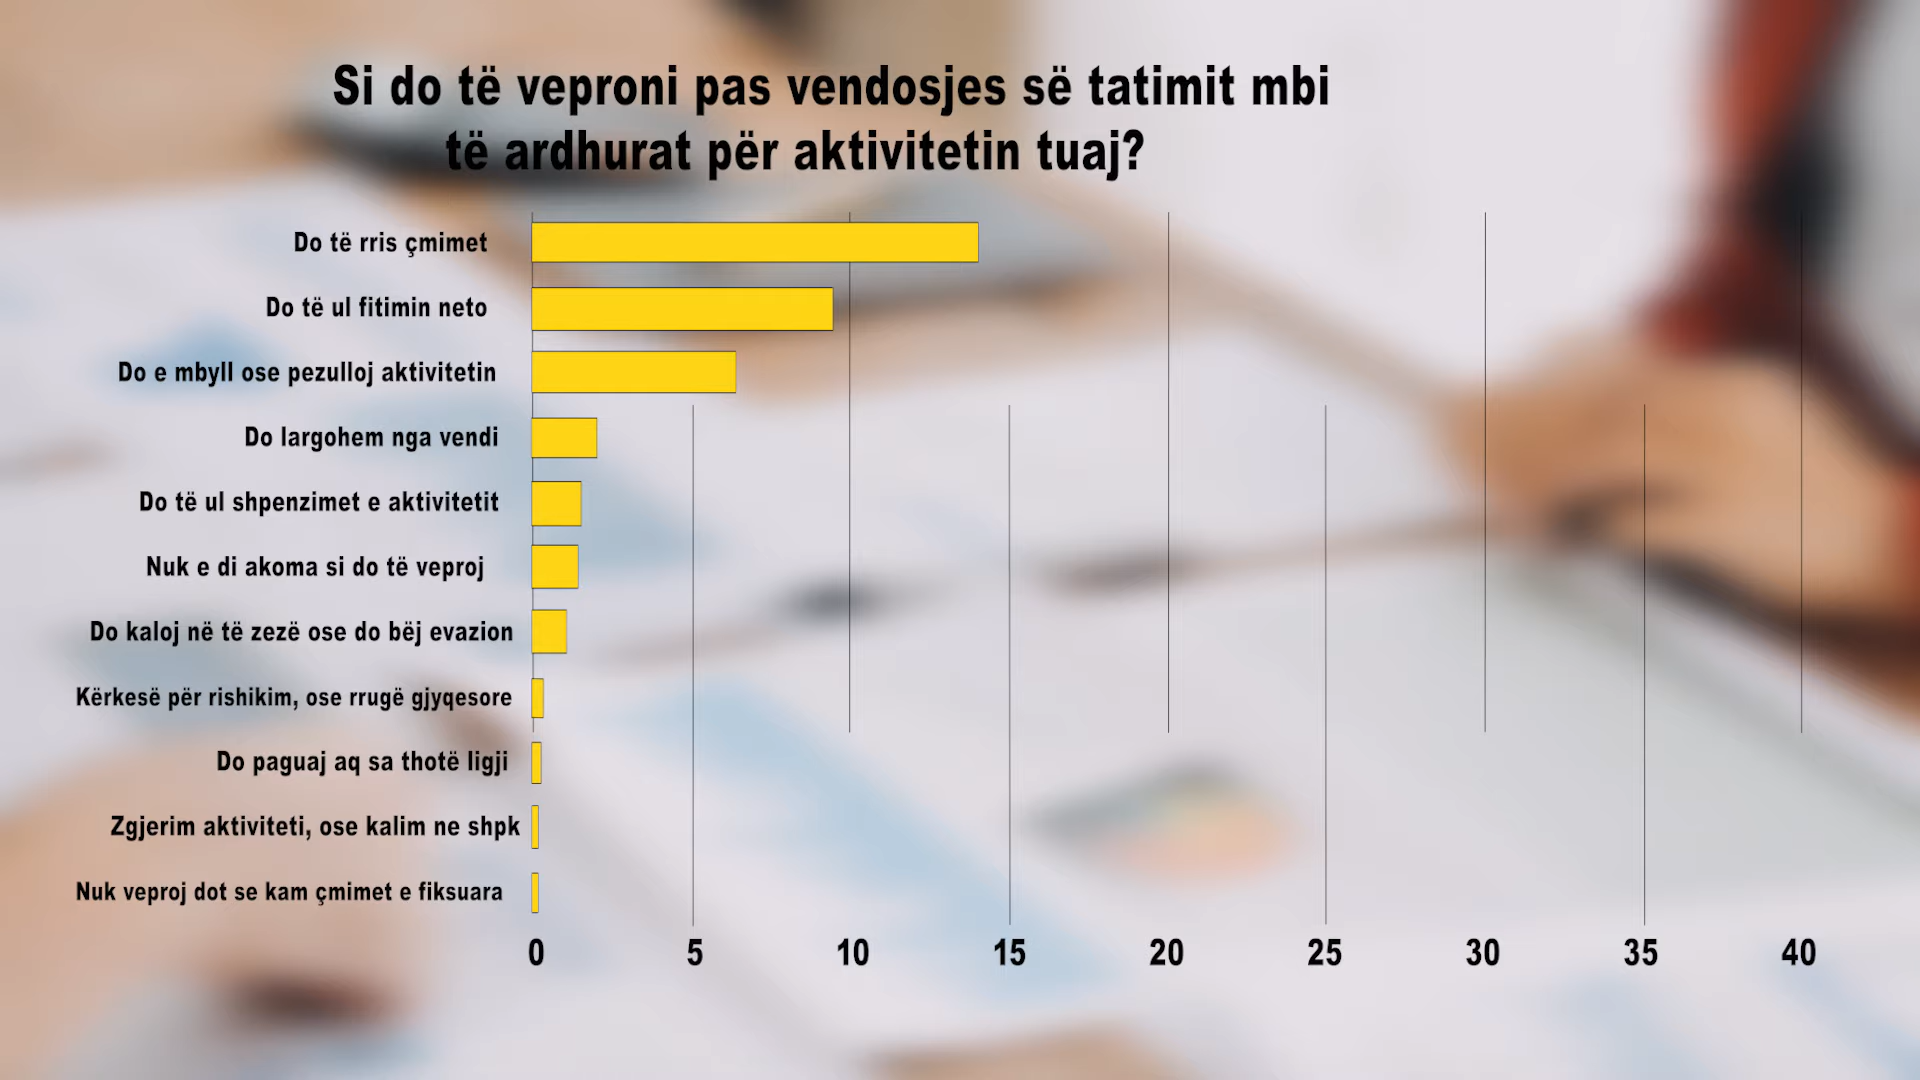 Si do të veproni pas vendosjes së tatimit mbi
të ardhurat për aktivitetin tuaj?
Do të rris çmimet
Do të ul fitimin neto
Do e mbyll ose pezulloj aktivitetin
Do largohem nga vendi
Do të ul shpenzimet e aktivitetit
Nuk e di akoma si do të veproj
Do kaloj në të zezë ose do bëj evazion
Kërkesë për rishikim, ose rrugë gjyqesore
Do paguaj aq sa thotë ligji
Zgjerim aktiviteti, ose kalim ne shpk
Nuk veproj dot se kam çmimet e fiksuara
0 5 10 15 20 25 30 35 40